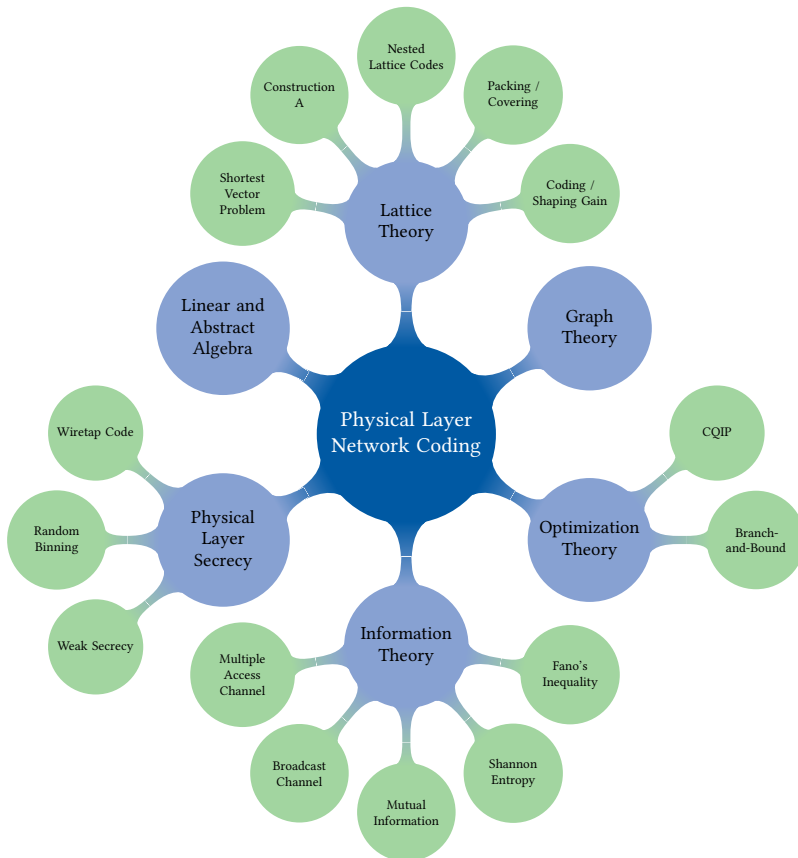 Nested
Lattice Codes
Construction
A
Packing /
Covering
Shortest
Vector
Problem
Coding /
Shaping Gain
Lattice
Theory
Linear and
Abstract
Algebra
Graph
Theory
Physical Layer
Network Coding
Wiretap Code
CQIP
Random
Binning
Physical
Layer
Secrecy
Optimization
Theory
Branch-
and-Bound
Weak Secrecy
Information
Theory
Multiple
Access
Channel
Fano's
Inequality
Broadcast
Channel
Shannon
Entropy
Mutual
Information